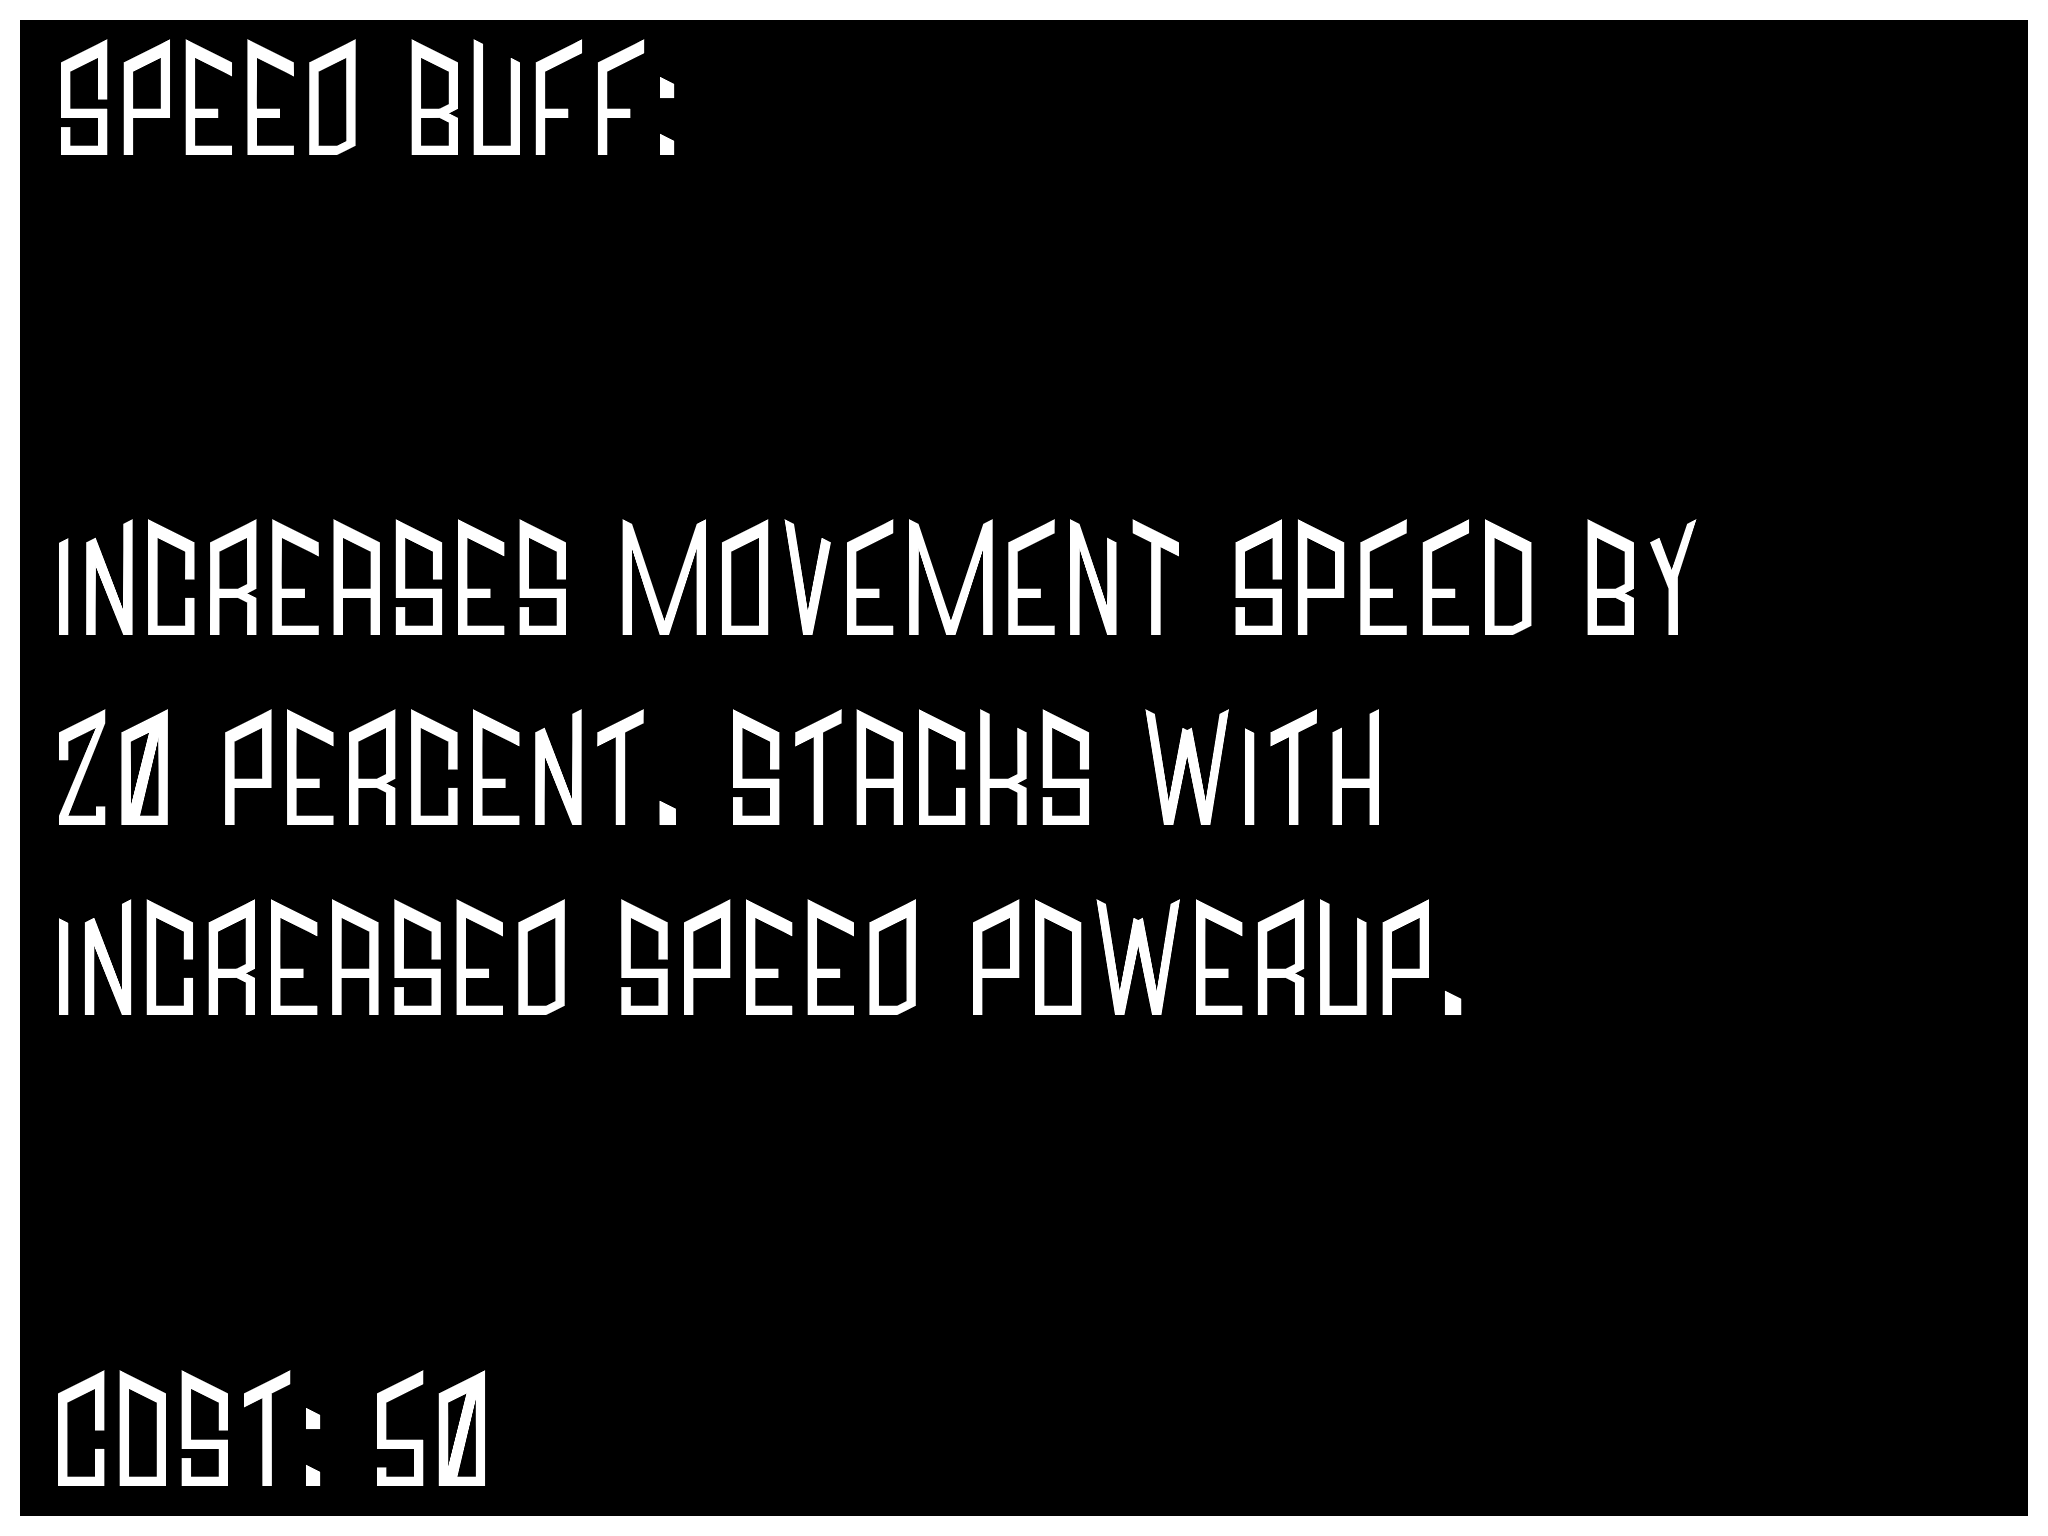 SPEED BUFF:
INCREASES MOVEMENT SPEED BY
20 PERCENT. STACKS WITH
INCREASED SPEED POWERUP.
COST: 50